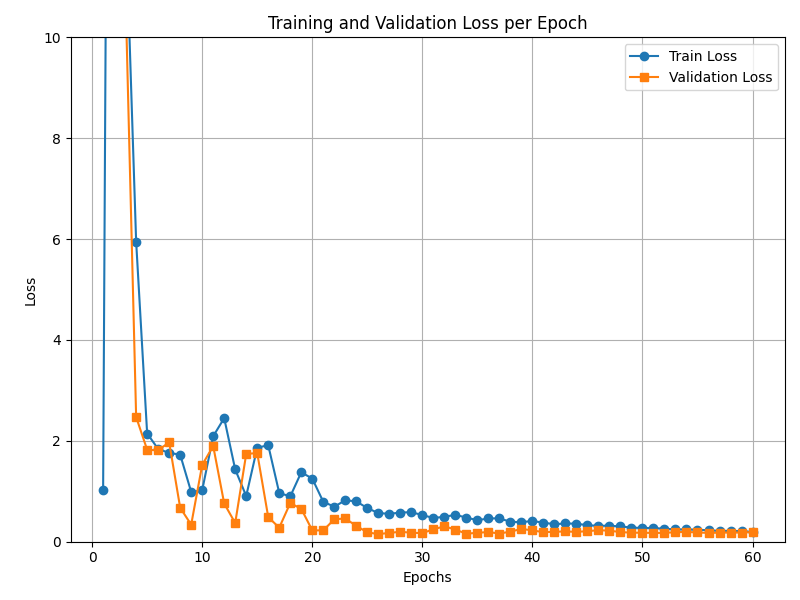 Training and Validation Loss per Epoch
10
8
6
4
2
0
Loss
Train Loss
Validation Loss
0 10 20 30 40 50 60
Epochs